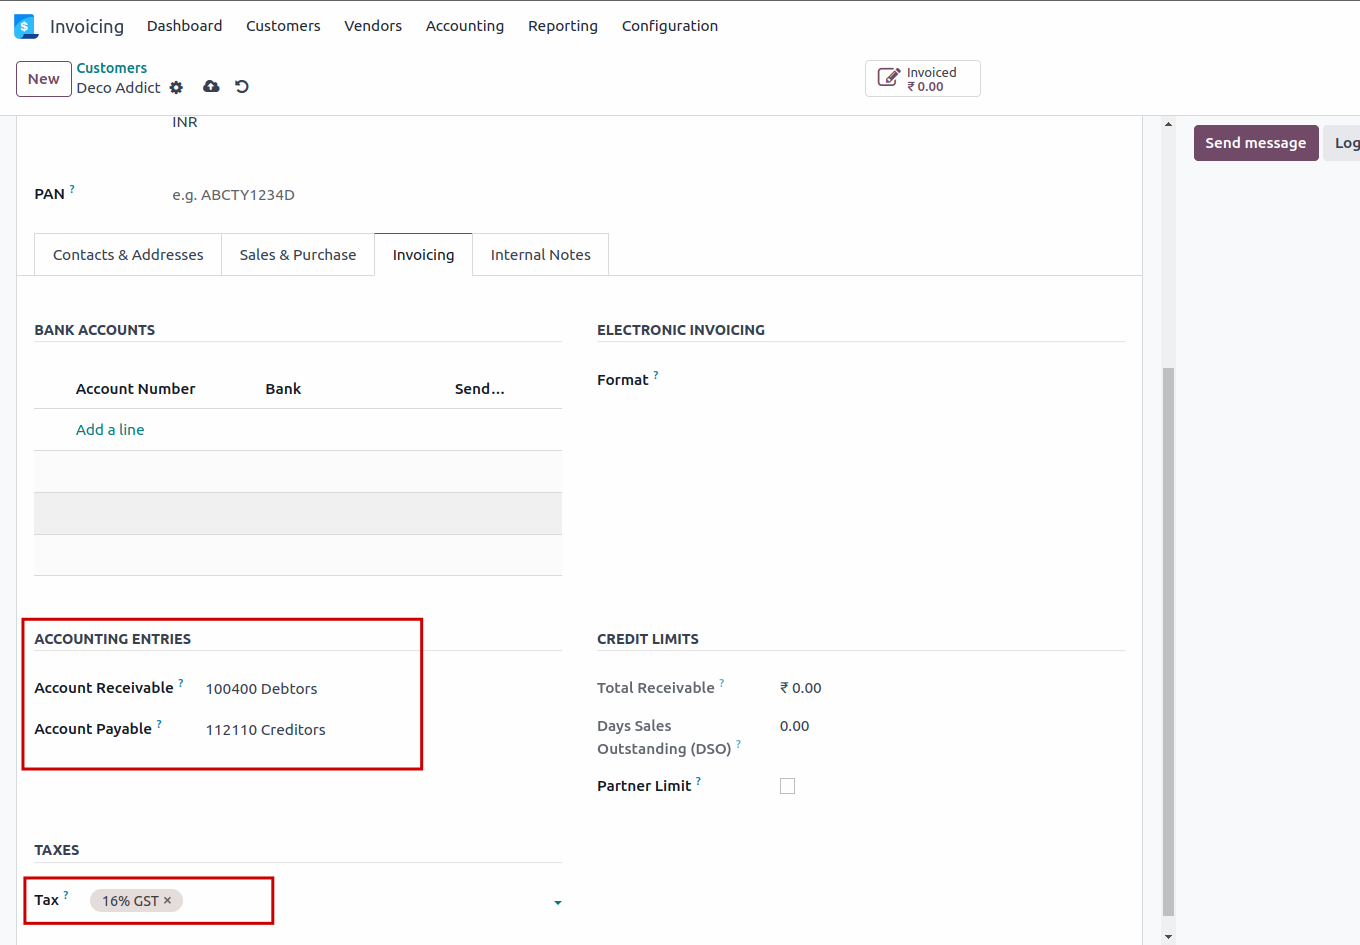 Invoicing Dashboard Customers Vendors Accounting Reporting Configuration
New
Customers
Deco Addict
Invoiced
₹ 0.00
Send message
Log
INR
PAN ? e.g. ABCTY1234D
Contacts & Addresses Sales & Purchase Invoicing Internal Notes
BANK ACCOUNTS
Account Number Bank Send...
Add a line
ELECTRONIC INVOICING
Format ?
ACCOUNTING ENTRIES
Account Receivable ? 100400 Debtors
Account Payable ? 112110 Creditors
CREDIT LIMITS
Total Receivable ? ₹ 0.00
Days Sales 0.00
Outstanding (DSO) ?
Partner Limit ?
TAXES
Tax ? 16% GST ×